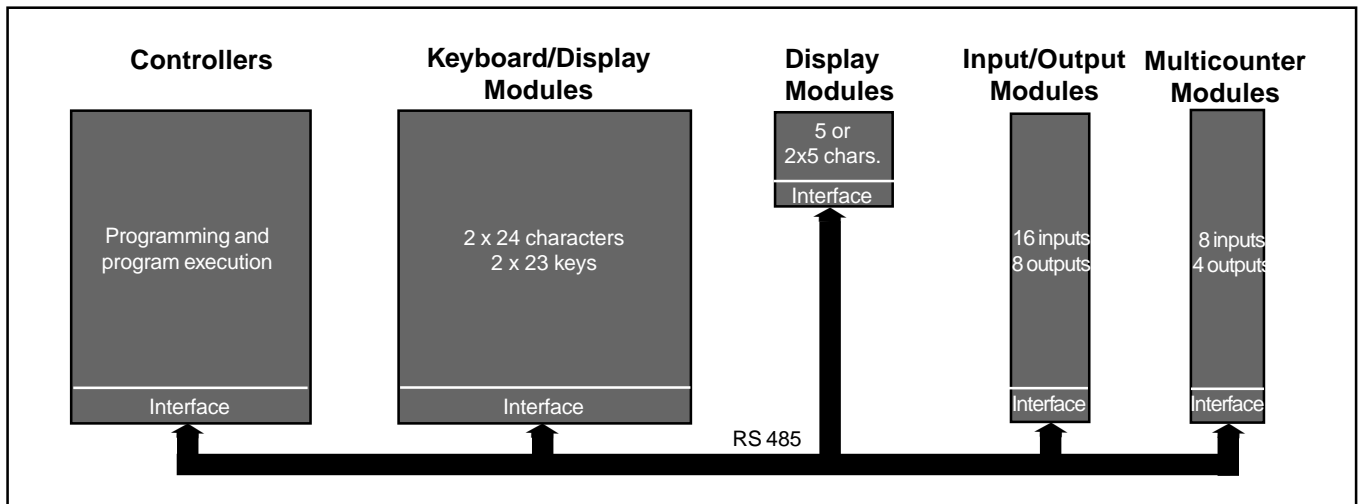 Controllers
Keyboard/Display
Modules
Display
Modules
Input/Output
Modules
Multicounter
Modules
Programming and
program execution
Interface
2 x 24 characters
2 x 23 keys
Interface
5 or
2x5 chars.
Interface
16 inputs
8 outputs
Interface
8 inputs
4 outputs
Interface
RS 485